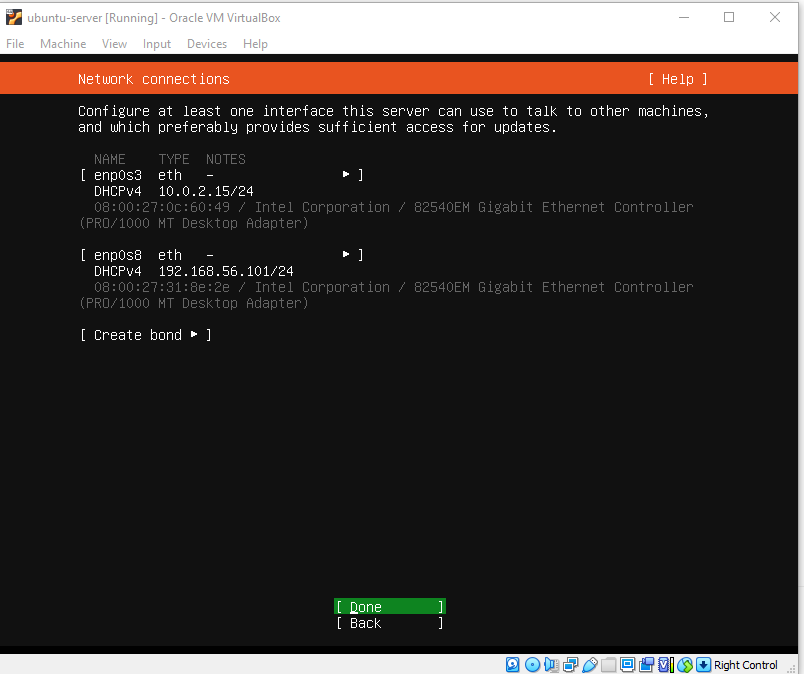 ubuntu-server [Running] - Oracle VM VirtualBox
File Machine View Input Devices Help
Network connections [ Help ]
Configure at least one interface this server can use to talk to other machines,
and which preferably provides sufficient access for updates.
NAME TYPE NOTES
[ enp0s3 eth - ▸ ]
DHCPv4 10.0.2.15/24
08:00:27:0c:60:49 / Intel Corporation / 82540EM Gigabit Ethernet Controller
(PRO/1000 MT Desktop Adapter)
[ enp0s8 eth - ▸ ]
DHCPv4 192.168.56.101/24
08:00:27:31:8e:2e / Intel Corporation / 82540EM Gigabit Ethernet Controller
(PRO/1000 MT Desktop Adapter)
[ Create bond ▸ ]
[ Done ]
[ Back ]
Right Control